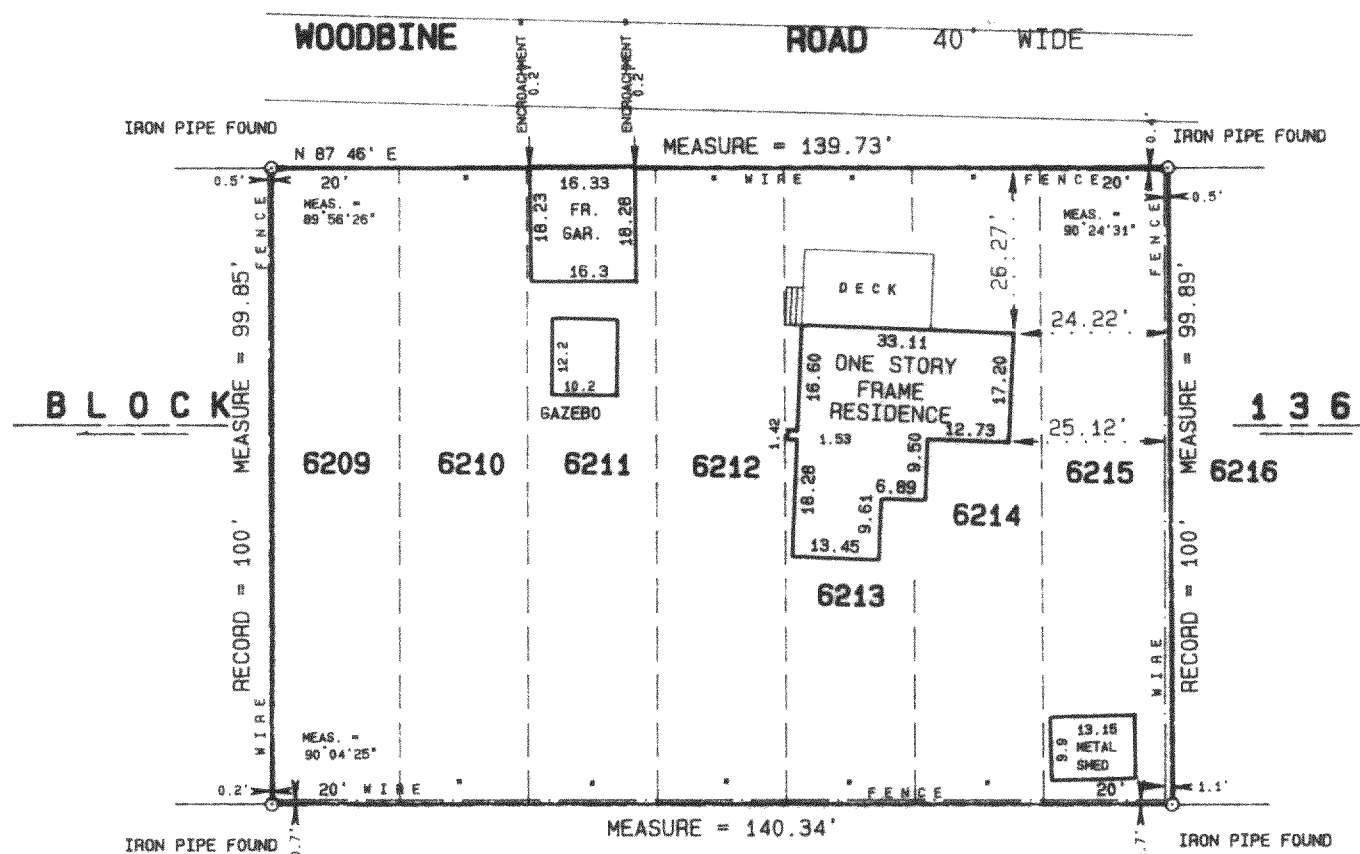 WOODBINE ROAD 40' WIDE
ENCROACHMENT 0.2'
ENCROACHMENT 0.2'
IRON PIPE FOUND
IRON PIPE FOUND
0.4'
N 87 46' E
MEASURE = 139.73'
0.5'
20'
16.33
WIRE FENCE
20'
0.5'
MEAS. =
89°56'26"
18.23
FR.
GAR.
18.28
16.3
MEAS. =
90°24'31"
FENCE
FENCE
26.27'
DECK
24.22'
33.11
ONE STORY
FRAME
RESIDENCE
16.60
17.20
12.2
10.2
GAZEBO
BLOCK
136
1.42
1.53
12.73
25.12'
MEASURE = 99.85'
RECORD = 100'
MEASURE = 99.89'
RECORD = 100'
6209
6210
6211
6212
6215
6216
18.28
9.50
6.89
9.61
13.45
6214
6213
WIRE
WIRE
MEAS. =
90°04'25"
13.15
9.9
METAL
SHED
0.2'
20'
WIRE
FENCE
20'
1.1'
MEASURE = 140.34'
IRON PIPE FOUND
IRON PIPE FOUND